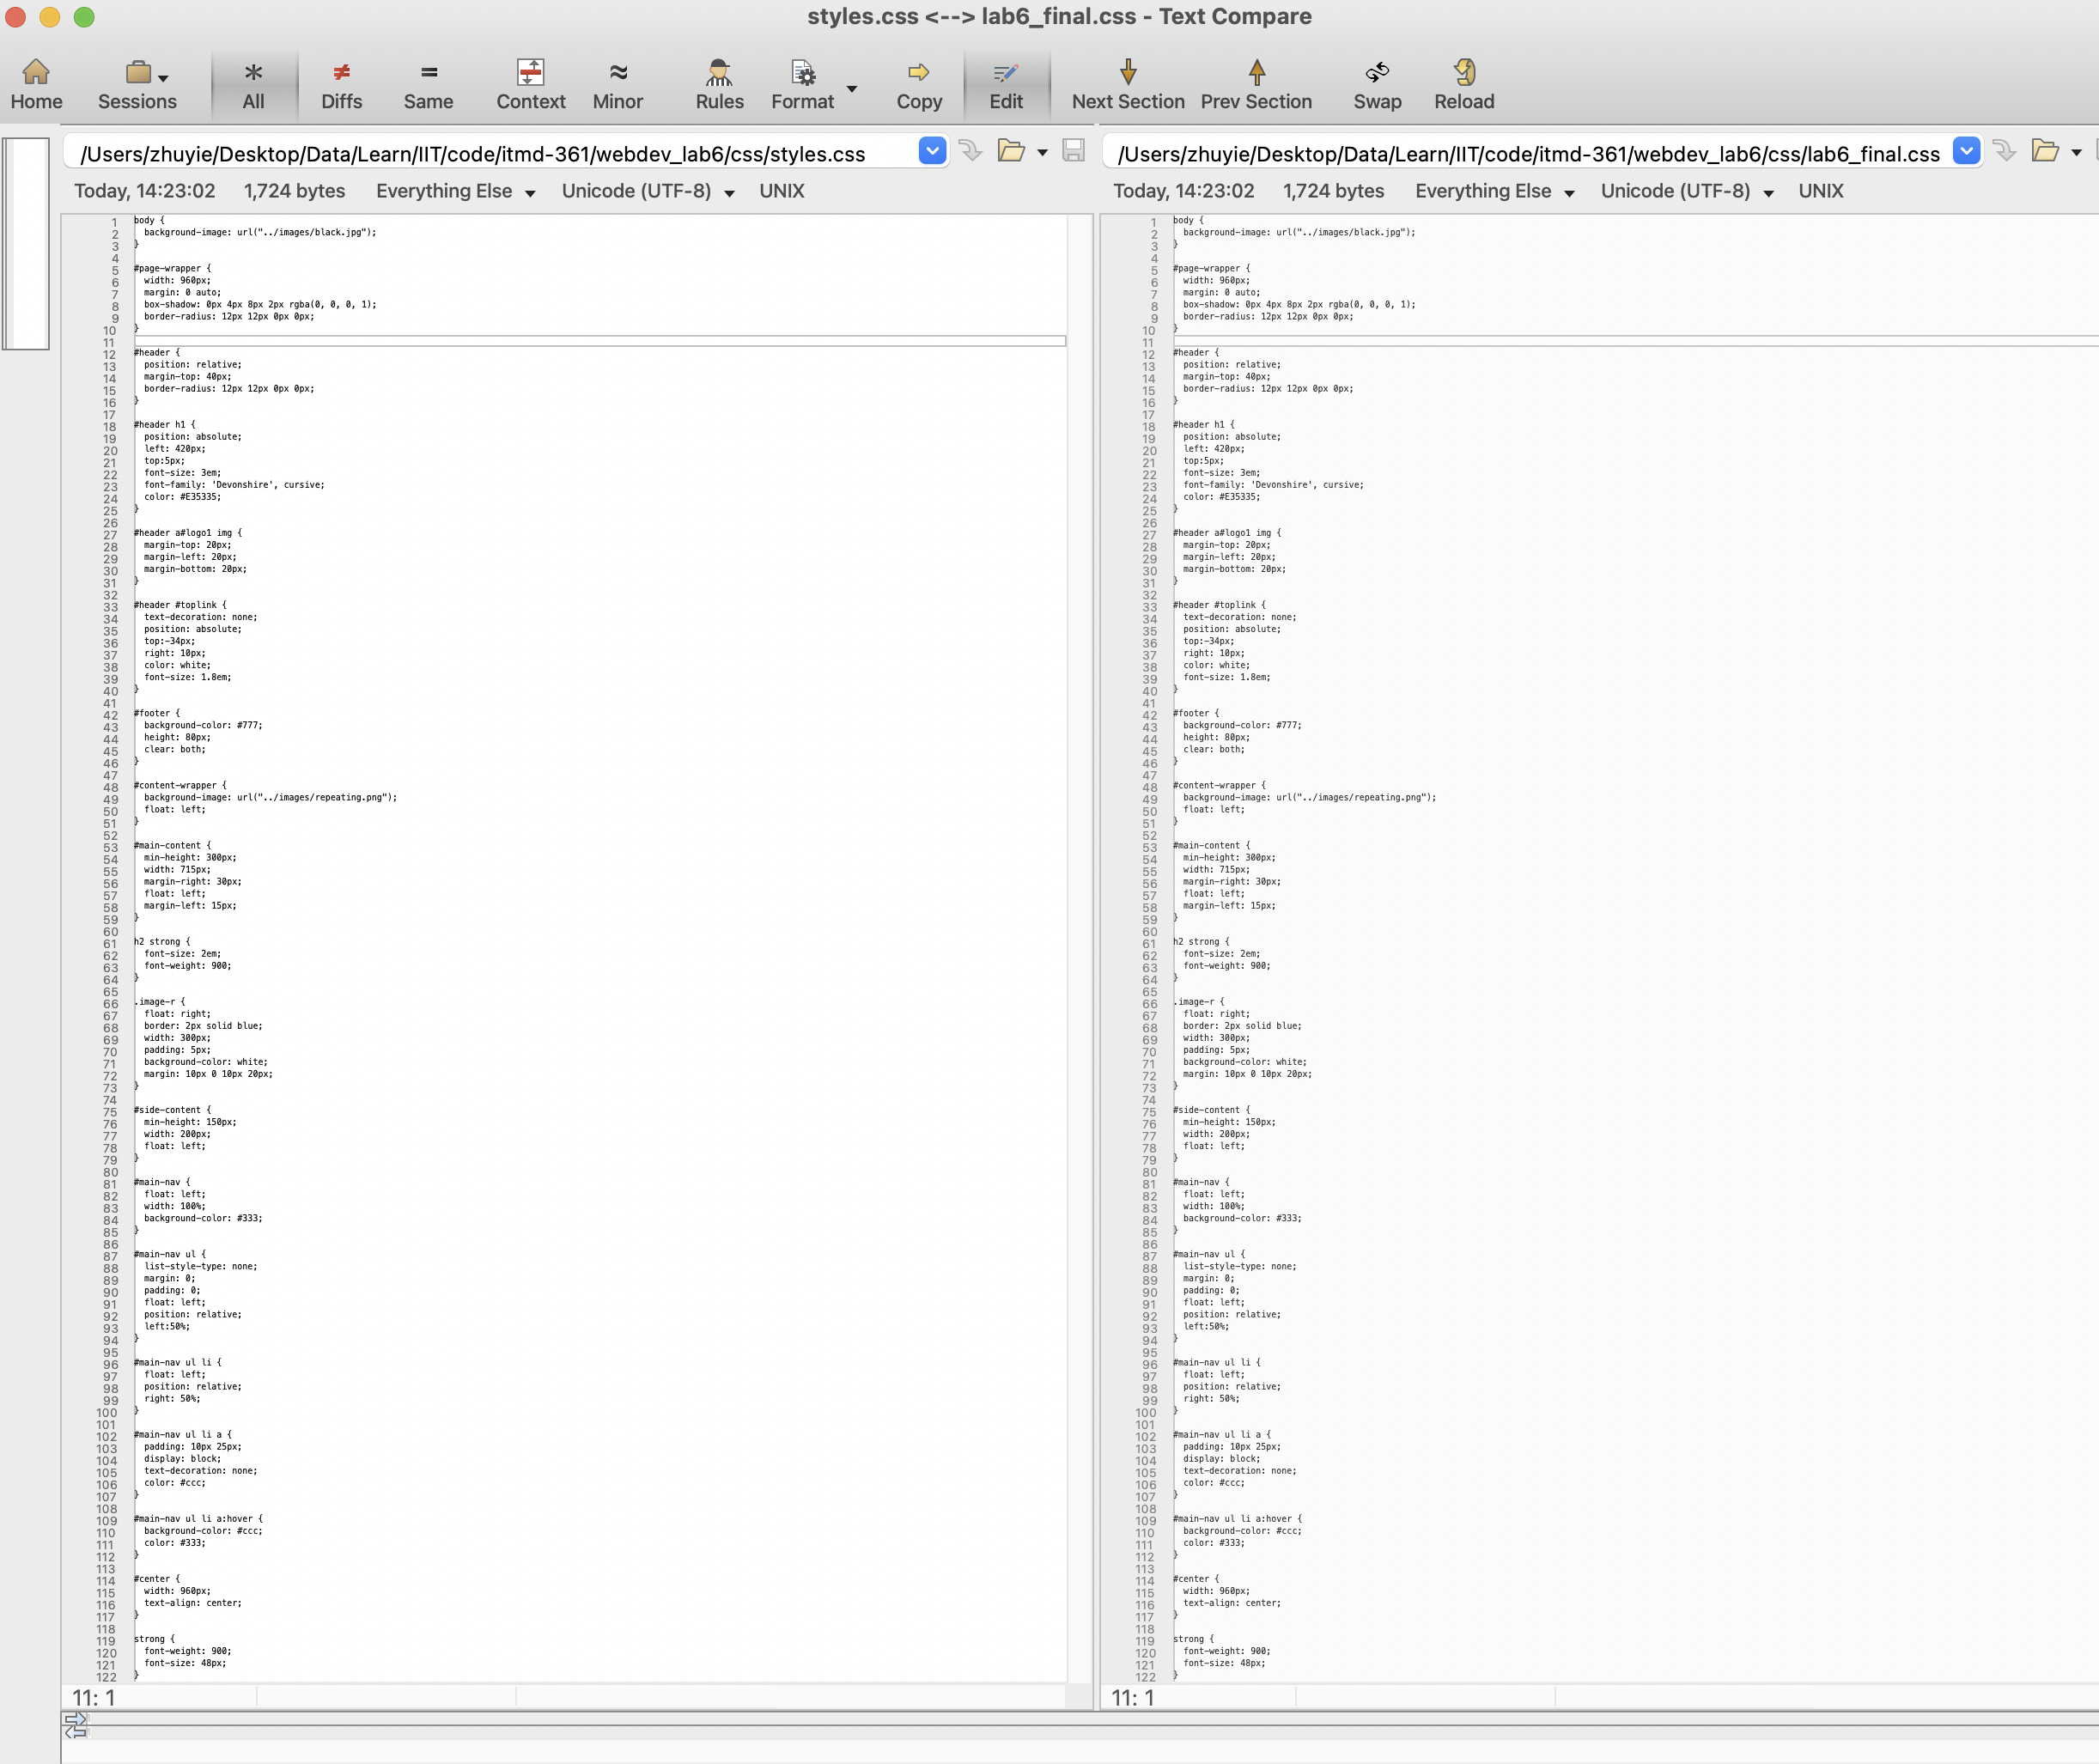 styles.css <--> lab6_final.css - Text Compare
Home Sessions All Diffs Same Context Minor Rules Format Copy Edit Next Section Prev Section Swap Reload
/Users/zhuyie/Desktop/Data/Learn/IIT/code/itmd-361/webdev_lab6/css/styles.css
Today, 14:23:02 1,724 bytes Everything Else Unicode (UTF-8) UNIX
1 body {
2 background-image: url("../images/black.jpg");
3 }
4
5 #page-wrapper {
6 width: 960px;
7 margin: 0 auto;
8 box-shadow: 0px 4px 8px 2px rgba(0, 0, 0, 1);
9 border-radius: 12px 12px 0px 0px;
10 }
11
12 #header {
13 position: relative;
14 margin-top: 40px;
15 border-radius: 12px 12px 0px 0px;
16 }
17
18 #header h1 {
19 position: absolute;
20 left: 420px;
21 top:5px;
22 font-size: 3em;
23 font-family: 'Devonshire', cursive;
24 color: #E35335;
25 }
26
27 #header a#logo1 img {
28 margin-top: 20px;
29 margin-left: 20px;
30 margin-bottom: 20px;
31 }
32
33 #header #toplink {
34 text-decoration: none;
35 position: absolute;
36 top:-34px;
37 right: 10px;
38 color: white;
39 font-size: 1.8em;
40 }
41
42 #footer {
43 background-color: #777;
44 height: 80px;
45 clear: both;
46 }
47
48 #content-wrapper {
49 background-image: url("../images/repeating.png");
50 float: left;
51 }
52
53 #main-content {
54 min-height: 300px;
55 width: 715px;
56 margin-right: 30px;
57 float: left;
58 margin-left: 15px;
59 }
60
61 h2 strong {
62 font-size: 2em;
63 font-weight: 900;
64 }
65
66 .image-r {
67 float: right;
68 border: 2px solid blue;
69 width: 300px;
70 padding: 5px;
71 background-color: white;
72 margin: 10px 0 10px 20px;
73 }
74
75 #side-content {
76 min-height: 150px;
77 width: 200px;
78 float: left;
79 }
80
81 #main-nav {
82 float: left;
83 width: 100%;
84 background-color: #333;
85 }
86
87 #main-nav ul {
88 list-style-type: none;
89 margin: 0;
90 padding: 0;
91 float: left;
92 position: relative;
93 left:50%;
94 }
95
96 #main-nav ul li {
97 float: left;
98 position: relative;
99 right: 50%;
100 }
101
102 #main-nav ul li a {
103 padding: 10px 25px;
104 display: block;
105 text-decoration: none;
106 color: #ccc;
107 }
108
109 #main-nav ul li a:hover {
110 background-color: #ccc;
111 color: #333;
112 }
113
114 #center {
115 width: 960px;
116 text-align: center;
117 }
118
119 strong {
120 font-weight: 900;
121 font-size: 48px;
122 }
11: 1
/Users/zhuyie/Desktop/Data/Learn/IIT/code/itmd-361/webdev_lab6/css/lab6_final.css
Today, 14:23:02 1,724 bytes Everything Else Unicode (UTF-8) UNIX
1 body {
2 background-image: url("../images/black.jpg");
3 }
4
5 #page-wrapper {
6 width: 960px;
7 margin: 0 auto;
8 box-shadow: 0px 4px 8px 2px rgba(0, 0, 0, 1);
9 border-radius: 12px 12px 0px 0px;
10 }
11
12 #header {
13 position: relative;
14 margin-top: 40px;
15 border-radius: 12px 12px 0px 0px;
16 }
17
18 #header h1 {
19 position: absolute;
20 left: 420px;
21 top:5px;
22 font-size: 3em;
23 font-family: 'Devonshire', cursive;
24 color: #E35335;
25 }
26
27 #header a#logo1 img {
28 margin-top: 20px;
29 margin-left: 20px;
30 margin-bottom: 20px;
31 }
32
33 #header #toplink {
34 text-decoration: none;
35 position: absolute;
36 top:-34px;
37 right: 10px;
38 color: white;
39 font-size: 1.8em;
40 }
41
42 #footer {
43 background-color: #777;
44 height: 80px;
45 clear: both;
46 }
47
48 #content-wrapper {
49 background-image: url("../images/repeating.png");
50 float: left;
51 }
52
53 #main-content {
54 min-height: 300px;
55 width: 715px;
56 margin-right: 30px;
57 float: left;
58 margin-left: 15px;
59 }
60
61 h2 strong {
62 font-size: 2em;
63 font-weight: 900;
64 }
65
66 .image-r {
67 float: right;
68 border: 2px solid blue;
69 width: 300px;
70 padding: 5px;
71 background-color: white;
72 margin: 10px 0 10px 20px;
73 }
74
75 #side-content {
76 min-height: 150px;
77 width: 200px;
78 float: left;
79 }
80
81 #main-nav {
82 float: left;
83 width: 100%;
84 background-color: #333;
85 }
86
87 #main-nav ul {
88 list-style-type: none;
89 margin: 0;
90 padding: 0;
91 float: left;
92 position: relative;
93 left:50%;
94 }
95
96 #main-nav ul li {
97 float: left;
98 position: relative;
99 right: 50%;
100 }
101
102 #main-nav ul li a {
103 padding: 10px 25px;
104 display: block;
105 text-decoration: none;
106 color: #ccc;
107 }
108
109 #main-nav ul li a:hover {
110 background-color: #ccc;
111 color: #333;
112 }
113
114 #center {
115 width: 960px;
116 text-align: center;
117 }
118
119 strong {
120 font-weight: 900;
121 font-size: 48px;
122 }
11: 1